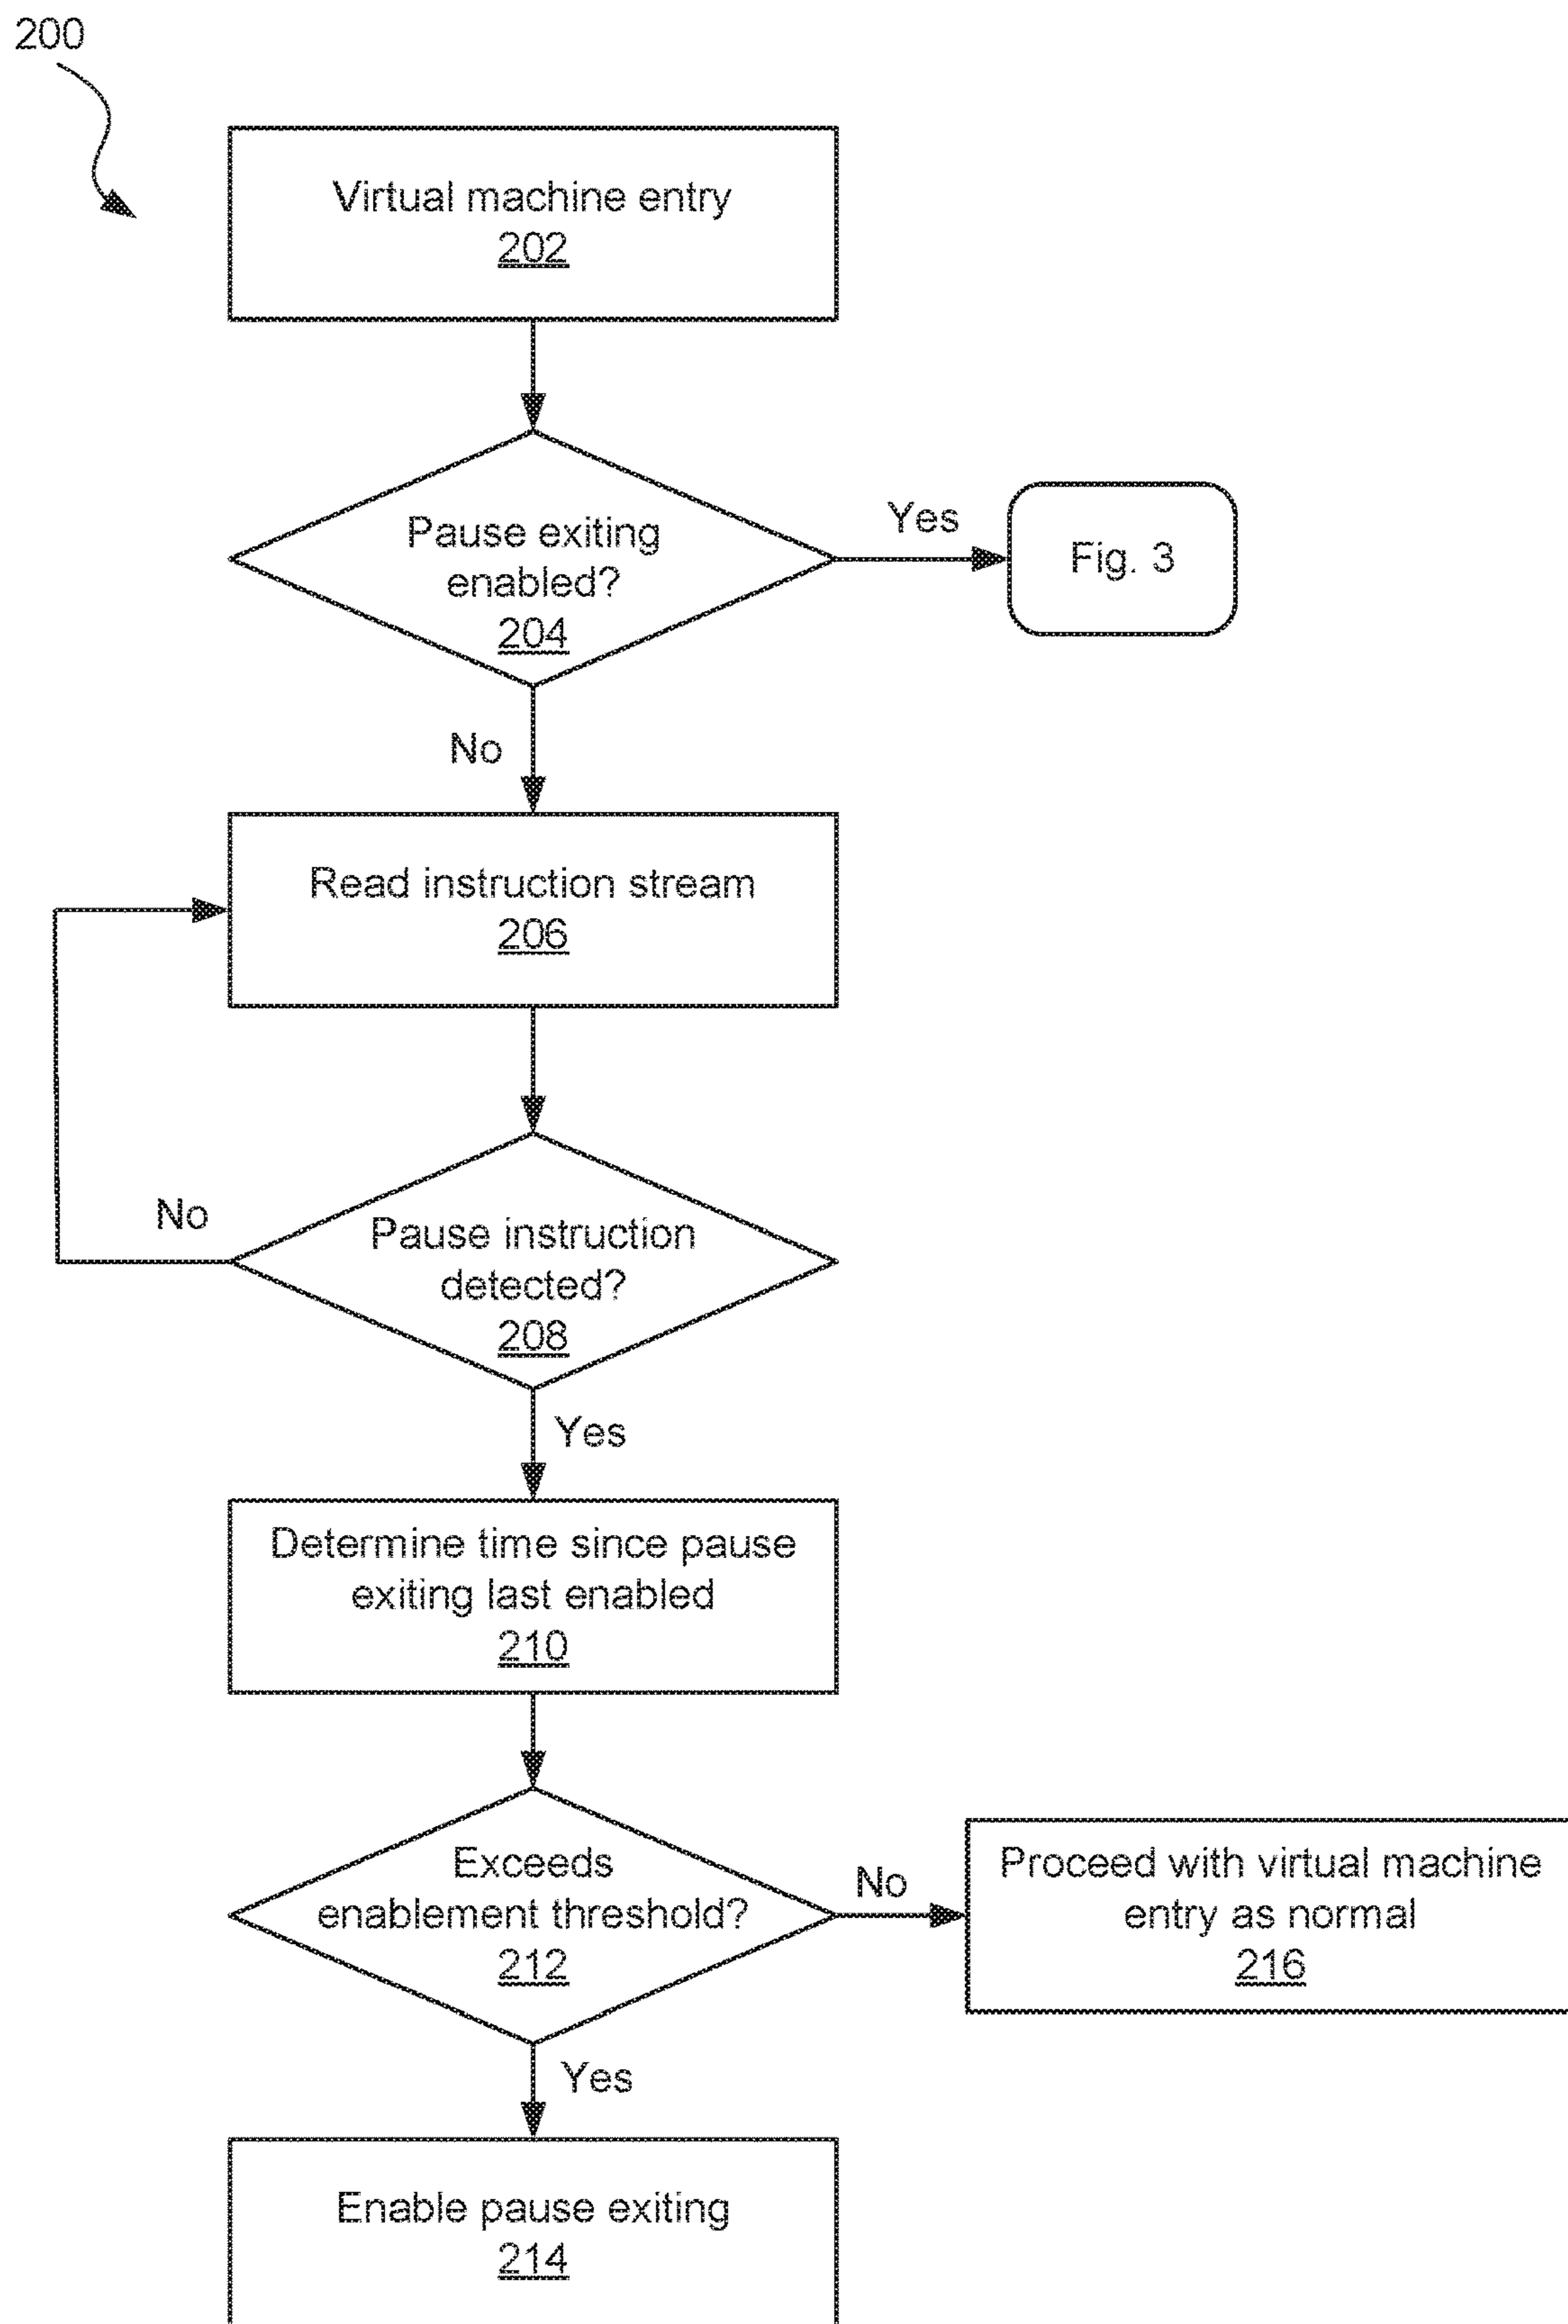 200
Virtual machine entry
202
Pause exiting
enabled?
204
Yes
Fig. 3
No
Read instruction stream
206
No
Pause instruction
detected?
208
Yes
Determine time since pause
exiting last enabled
210
Exceeds
enablement threshold?
212
No
Proceed with virtual machine
entry as normal
216
Yes
Enable pause exiting
214